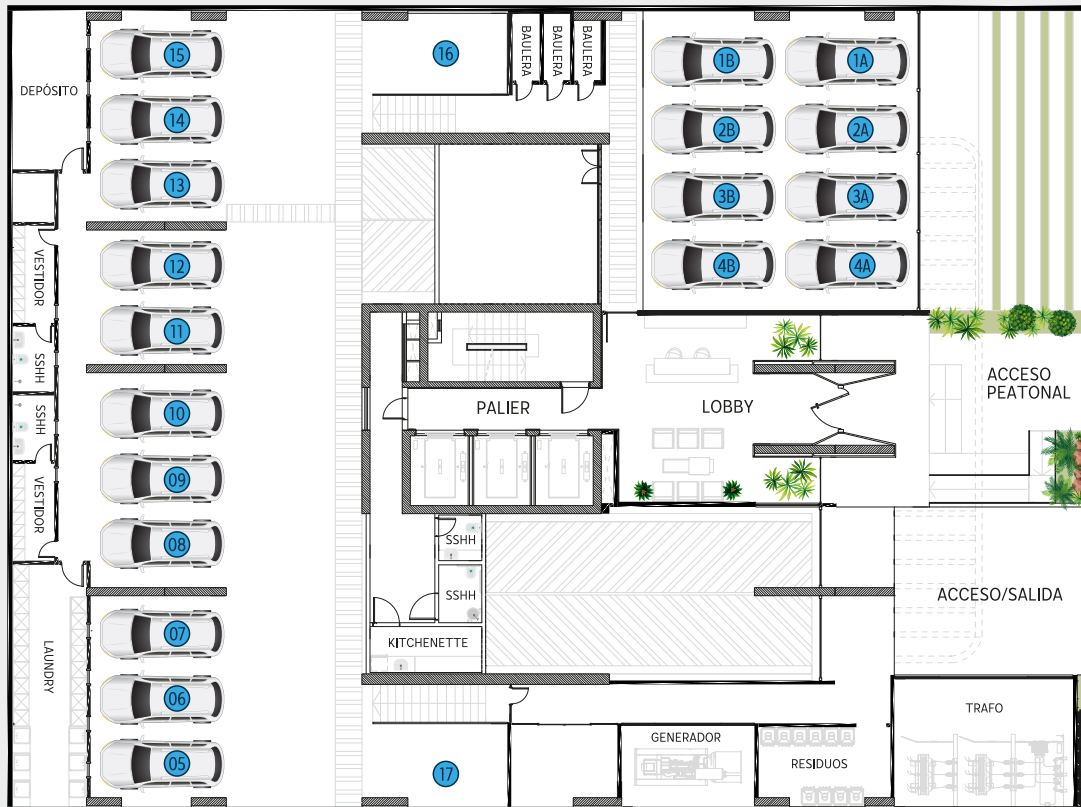 15
16
BAULERA
BAULERA
BAULERA
1B
1A
DEPÓSITO
14
2B
2A
13
3B
3A
VESTIDOR
12
4B
4A
11
SSHH
ACCESO
PEATONAL
SSHH
10
PALIER
LOBBY
VESTIDOR
09
08
SSHH
SSHH
ACCESO/SALIDA
07
KITCHENETTE
LAUNDRY
06
TRAFO
GENERADOR
05
17
RESIDUOS